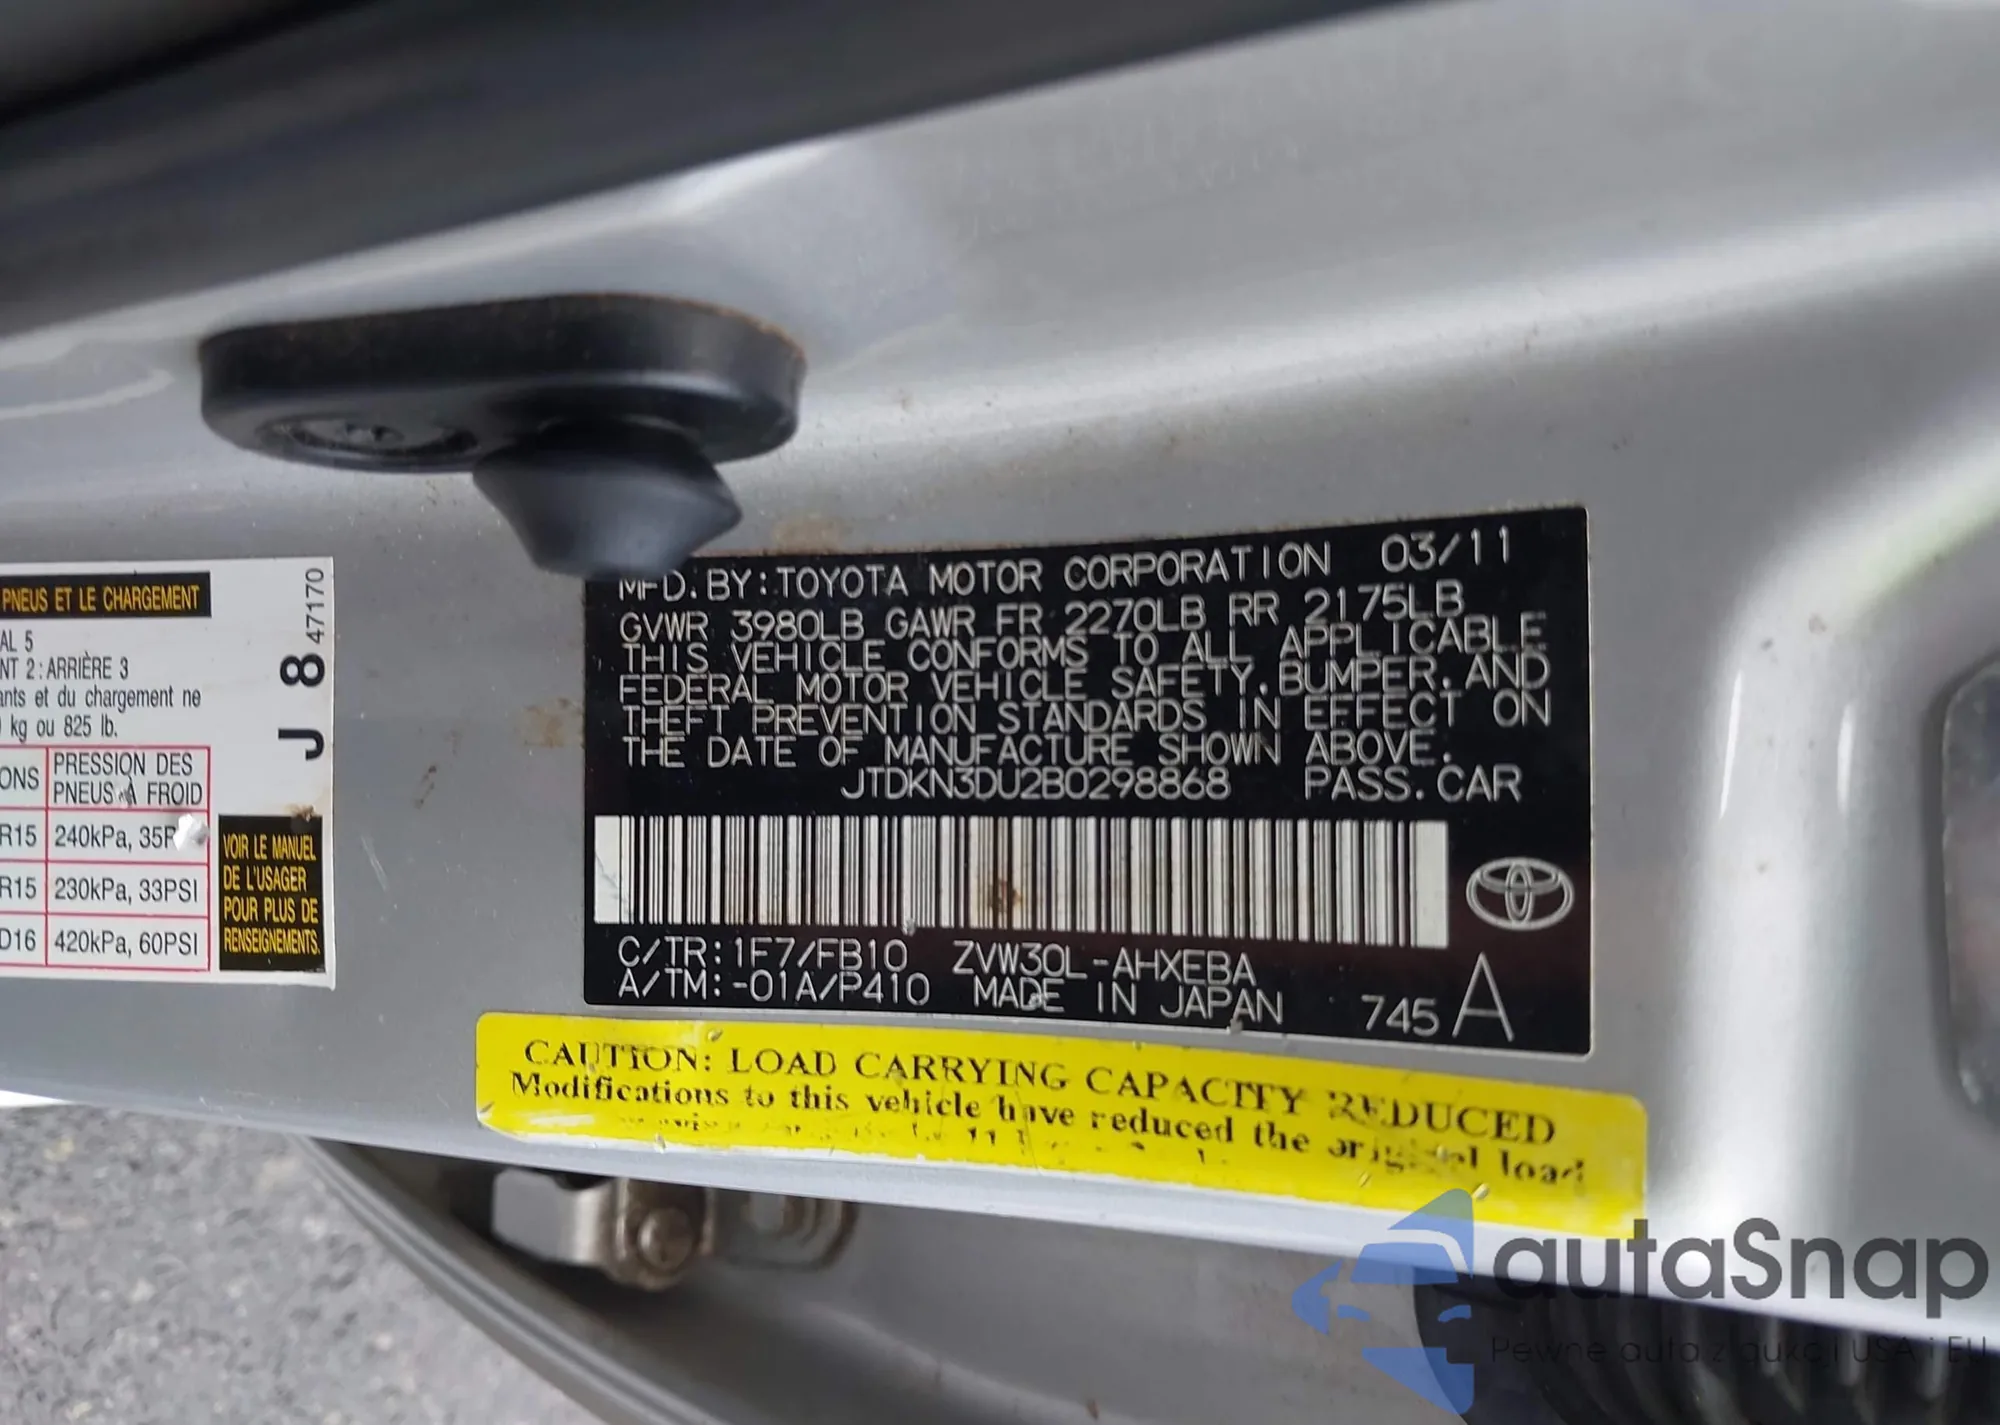 PNEUS ET LE CHARGEMENT
AL 5
NT 2: ARRIÈRE 3
ants et du chargement ne
kg ou 825 lb.
ONS PRESSION DES
PNEUS À FROID
R15 240kPa, 35P
R15 230kPa, 33PSI
D16 420kPa, 60PSI
J 8 47170
VOIR LE MANUEL
DE L'USAGER
POUR PLUS DE
RENSEIGNEMENTS.
MFD. BY: TOYOTA MOTOR CORPORATION 03/11
GVWR 3980LB GAWR FR 2270LB RR 2175LB
THIS VEHICLE CONFORMS TO ALL APPLICABLE
FEDERAL MOTOR VEHICLE SAFETY, BUMPER, AND
THEFT PREVENTION STANDARDS IN EFFECT ON
THE DATE OF MANUFACTURE SHOWN ABOVE.
JTDKN3DU2B0298868 PASS. CAR
C/TR: 1F7/FB10 ZVW30L-AHXEBA
A/TM: -01A/P410 MADE IN JAPAN 745 A
CAUTION: LOAD CARRYING CAPACITY REDUCED
Modifications to this vehicle have reduced the original load
autaSnap
Pewne auta z aukcji USA i EU